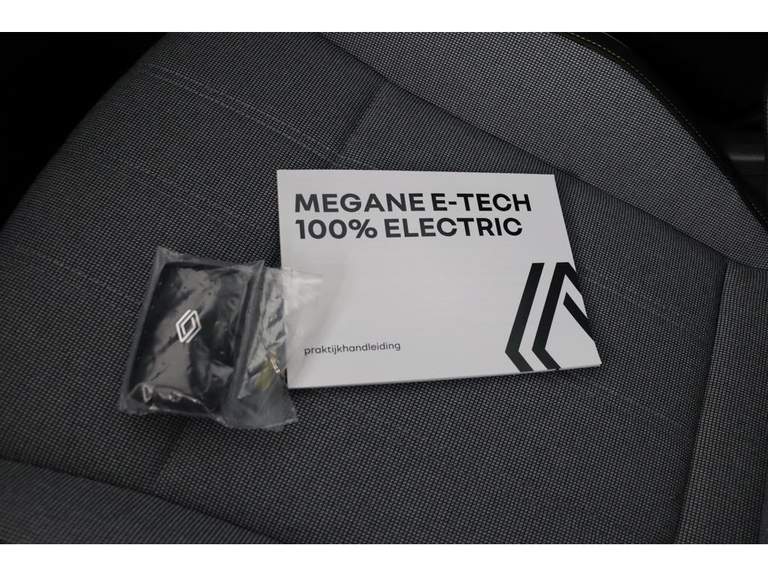 MEGANE E-TECH
100% ELECTRIC
praktijkhandleiding